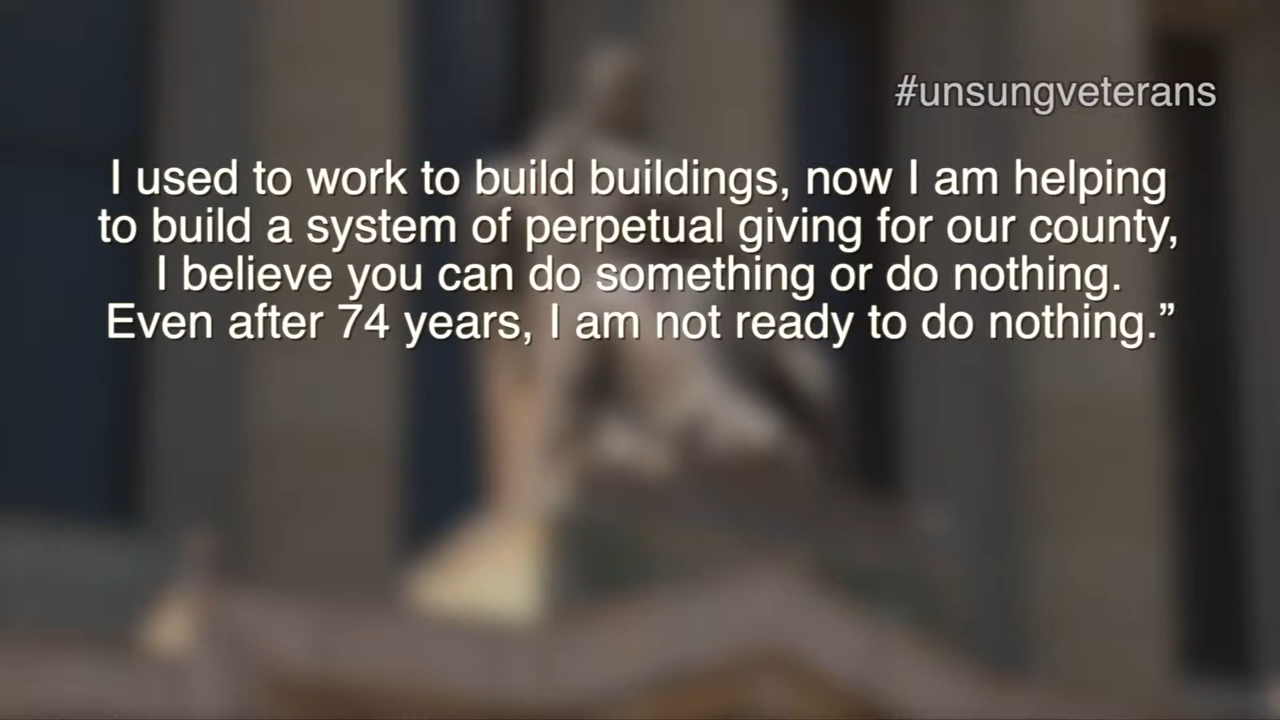 #unsungveterans
I used to work to build buildings, now I am helping
to build a system of perpetual giving for our county,
I believe you can do something or do nothing.
Even after 74 years, I am not ready to do nothing.”